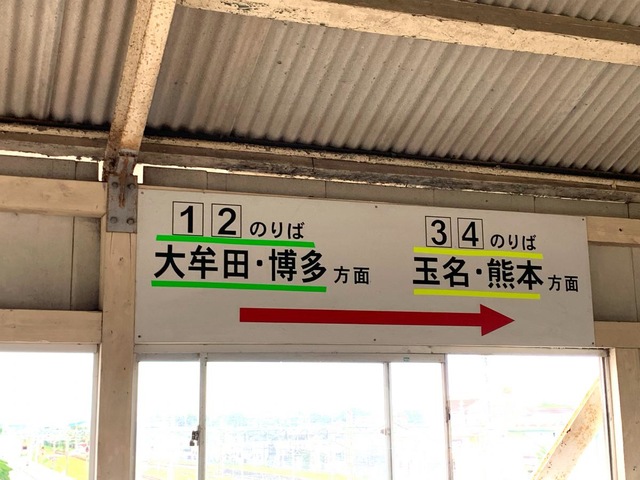 1 2 のりば
大牟田・博多 方面
3 4 のりば
玉名・熊本 方面